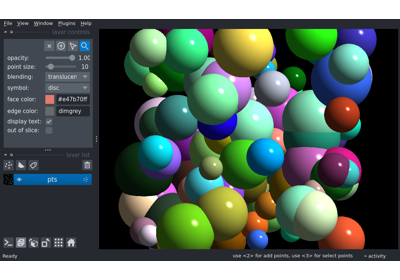 File View Window Plugins Help
layer controls
opacity: 1.00
point size: 10
blending: translucen
symbol: disc
face color: #e47b70ff
edge color: dimgrey
display text:
out of slice:
layer list
pts
Ready use <2> for add points, use <3> for select points activity